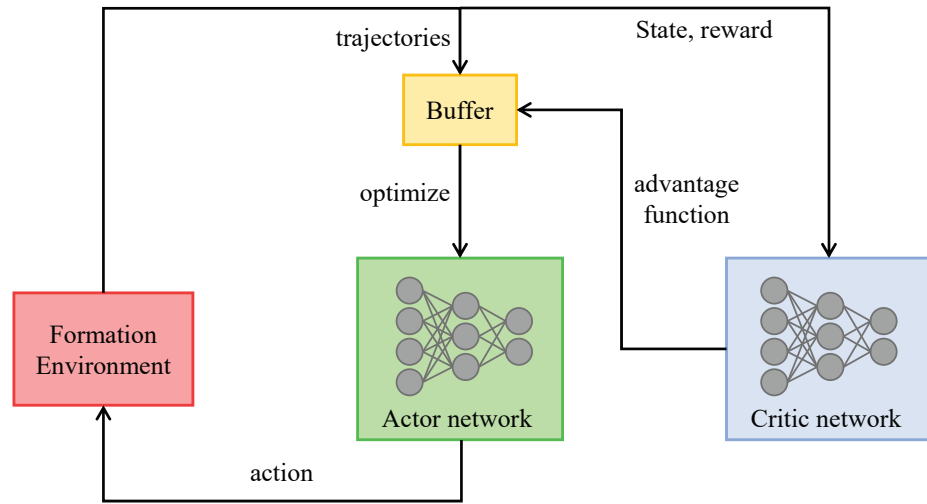 trajectories
State, reward
Buffer
optimize
advantage
function
Formation
Environment
Actor network
Critic network
action